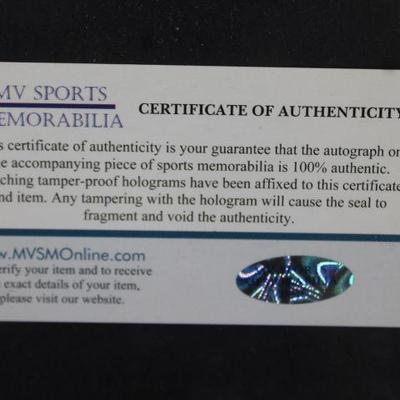 MV SPORTS
EMORABILIA
CERTIFICATE OF AUTHENTICITY
s certificate of authenticity is your guarantee that the autograph on
e accompanying piece of sports memorabilia is 100% authentic.
ching tamper-proof holograms have been affixed to this certificate
nd item. Any tampering with the hologram will cause the seal to
fragment and void the authenticity.
w.MVSMOnline.com
erify your item and to receive
exact details of your item,
please visit our website.